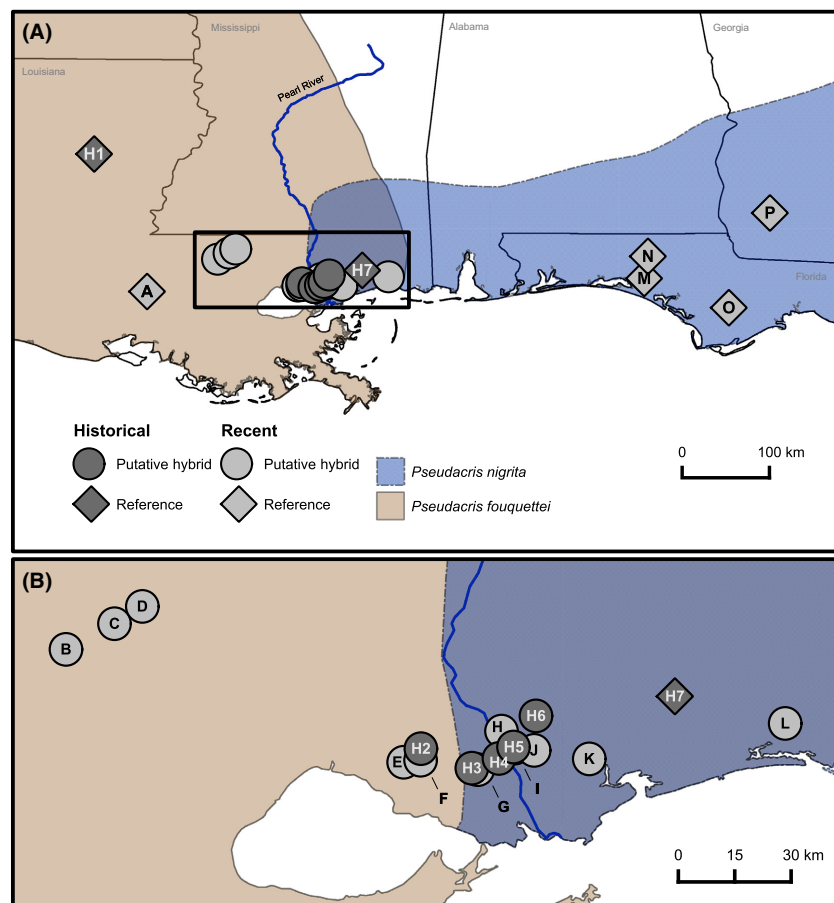 (A)
Mississippi
Alabama
Georgia
Louisiana
Pearl River
H1
P
N
H7
M
A
Florida
O
Historical
Recent
Putative hybrid
Putative hybrid
Pseudacris nigrita
Reference
Reference
Pseudacris fouquettei
0
100 km
(B)
D
C
B
H7
H6
L
H
H2
H5
J
E
H4
K
H3
F
G
I
0
15
30 km